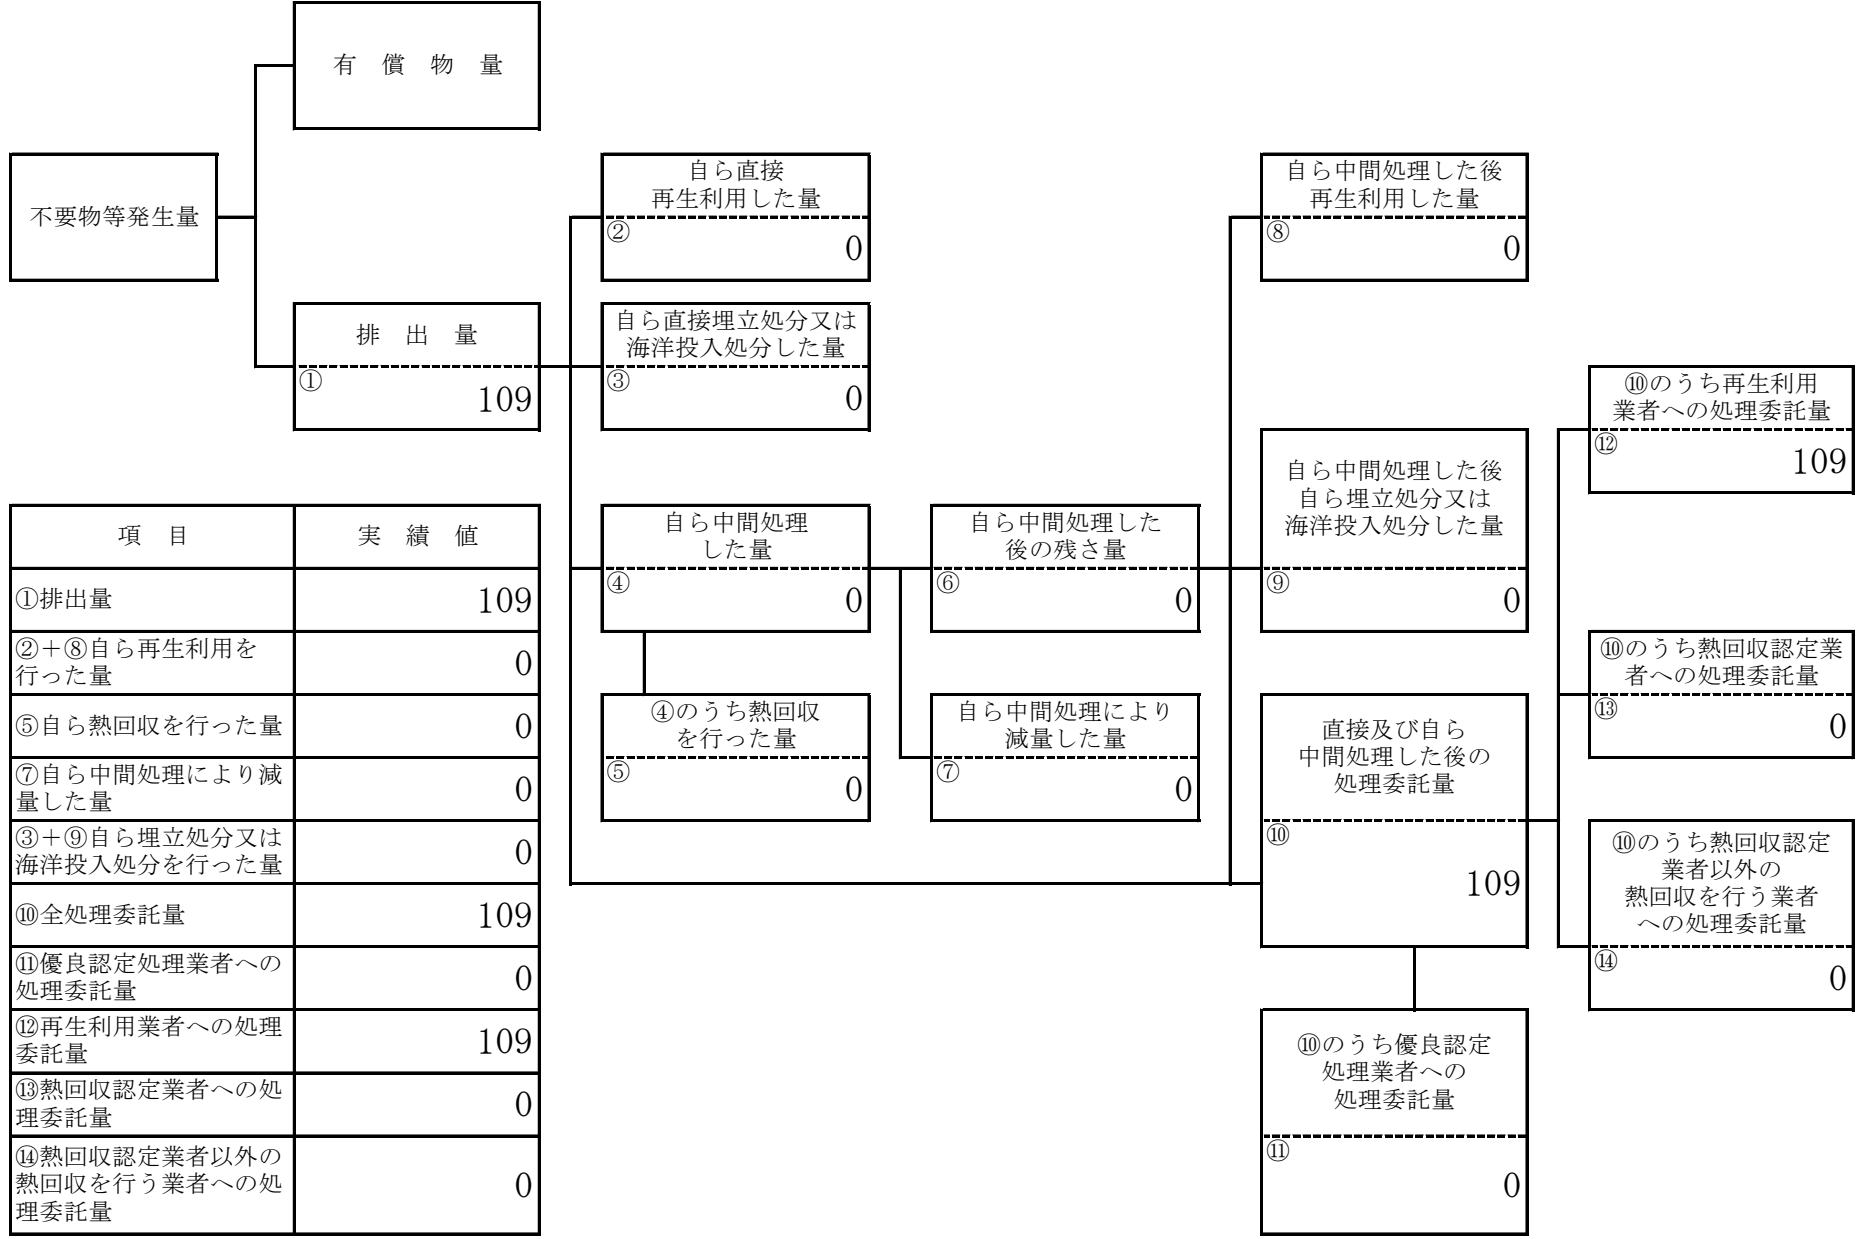 有 償 物 量
不要物等発生量
排 出 量
①
109
自ら直接
再生利用した量
②
0
自ら直接埋立処分又は
海洋投入処分した量
③
0
自ら中間処理
した量
④
0
④のうち熱回収
を行った量
⑤
0
自ら中間処理した
後の残さ量
⑥
0
自ら中間処理により
減量した量
⑦
0
自ら中間処理した後
再生利用した量
⑧
0
自ら中間処理した後
自ら埋立処分又は
海洋投入処分した量
⑨
0
直接及び自ら
中間処理した後の
処理委託量
⑩
109
⑩のうち優良認定
処理業者への
処理委託量
⑪
0
⑩のうち再生利用
業者への処理委託量
⑫
109
⑩のうち熱回収認定業
者への処理委託量
⑬
0
⑩のうち熱回収認定
業者以外の
熱回収を行う業者
への処理委託量
⑭
0
項 目 実 績 値
①排出量 109
②＋⑧自ら再生利用を
行った量
0
⑤自ら熱回収を行った量 0
⑦自ら中間処理により減
量した量
0
③＋⑨自ら埋立処分又は
海洋投入処分を行った量
0
⑩全処理委託量 109
⑪優良認定処理業者への
処理委託量
0
⑫再生利用業者への処理
委託量
109
⑬熱回収認定業者への処
理委託量
0
⑭熱回収認定業者以外の
熱回収を行う業者への処
理委託量
0